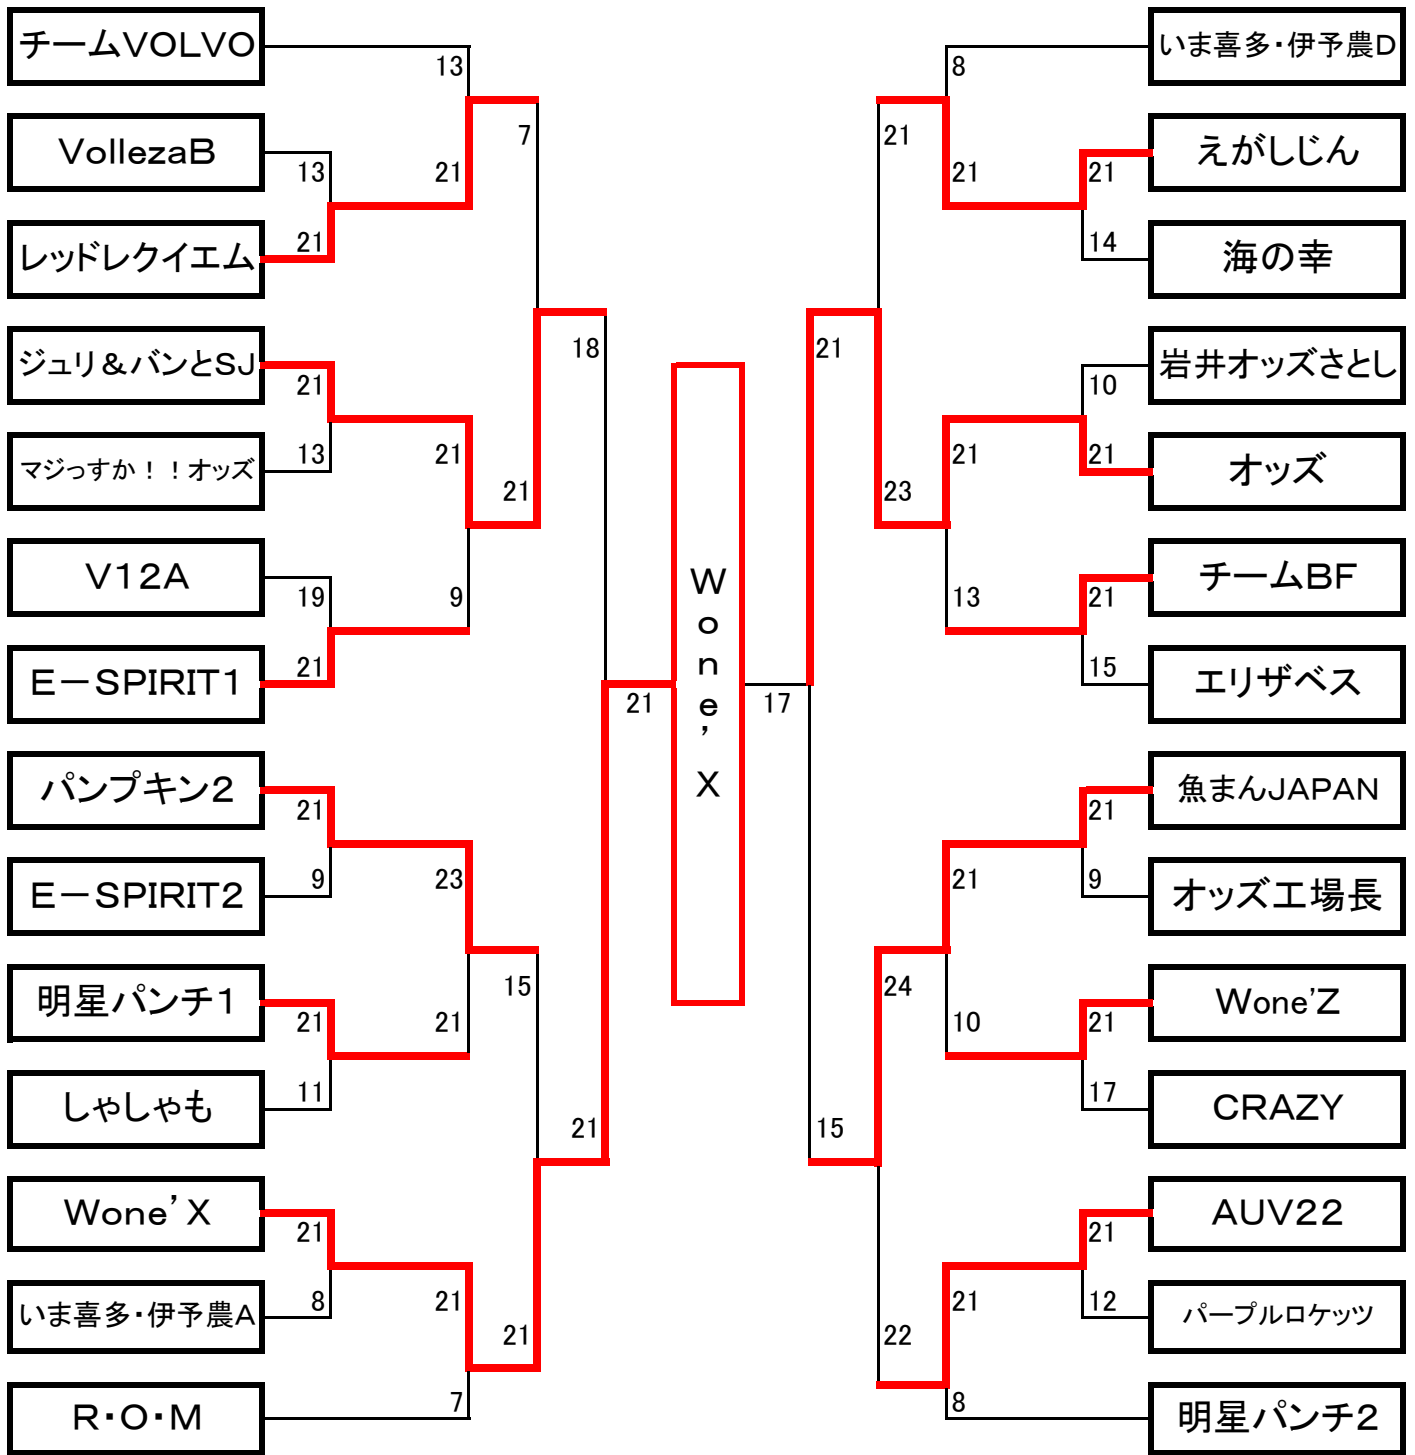 チームVOLVO
13
VollezaB
13
21
7
レッドレクイエム
21
ジュリ＆バンとSJ
21
18
マジっすか！！オッズ
13
21
21
V12A
19
9
E－SPIRIT1
21
21
パンプキン2
21
E－SPIRIT2
9
23
明星パンチ1
21
21
15
しゃしゃも
11
21
Wone’X
21
いま喜多・伊予農A
8
21
21
R・O・M
7
Wone’X
17
いま喜多・伊予農D
8
えがしじん
21
21
21
海の幸
14
岩井オッズさとし
10
21
オッズ
21
21
23
チームBF
21
13
エリザベス
15
魚まんJAPAN
21
オッズ工場長
9
21
Wone’Z
21
10
24
CRAZY
17
15
AUV22
21
パープルロケッツ
12
21
22
明星パンチ2
8